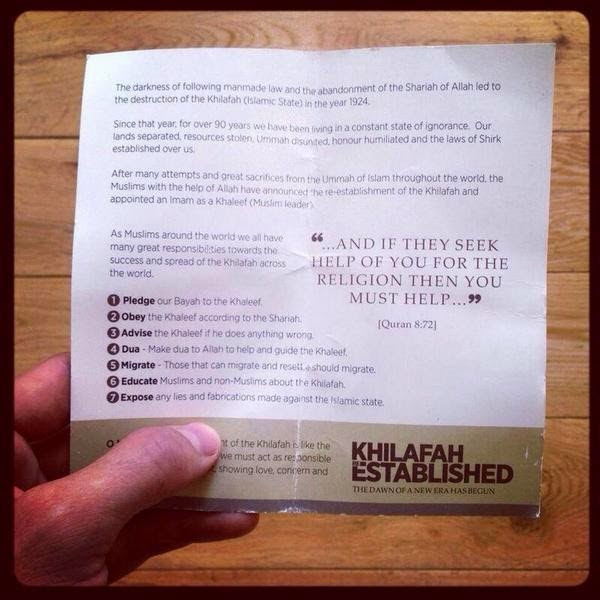 The darkness of following manmade law and the abandonment of the Shariah of Allah led to
the destruction of the Khilafah (Islamic State) in the year 1924.
Since that year, for over 90 years we have been living in a constant state of ignorance. Our
lands separated, resources stolen, Ummah disunited, honour humiliated and the laws of Shirk
established over us.
After many attempts and great sacrifices from the Ummah of Islam throughout the world, the
Muslims with the help of Allah have announced the re-establishment of the Khilafah and
appointed an Imam as a Khaleef (Muslim leader).
As Muslims around the world we all have
many great responsibilities towards the
success and spread of the Khilafah across
the world.
“...AND IF THEY SEEK
HELP OF YOU FOR THE
RELIGION THEN YOU
MUST HELP...”
[Quran 8:72]
1 Pledge our Bayah to the Khaleef.
2 Obey the Khaleef according to the Shariah.
3 Advise the Khaleef if he does anything wrong.
4 Dua - Make dua to Allah to help and guide the Khaleef.
5 Migrate - Those that can migrate and resettle should migrate.
6 Educate Muslims and non-Muslims about the Khilafah.
7 Expose any lies and fabrications made against the Islamic state.
of the Khilafah is like the
we must act as responsible
showing love, concern and
KHILAFAH
ESTABLISHED
THE DAWN OF A NEW ERA HAS BEGUN